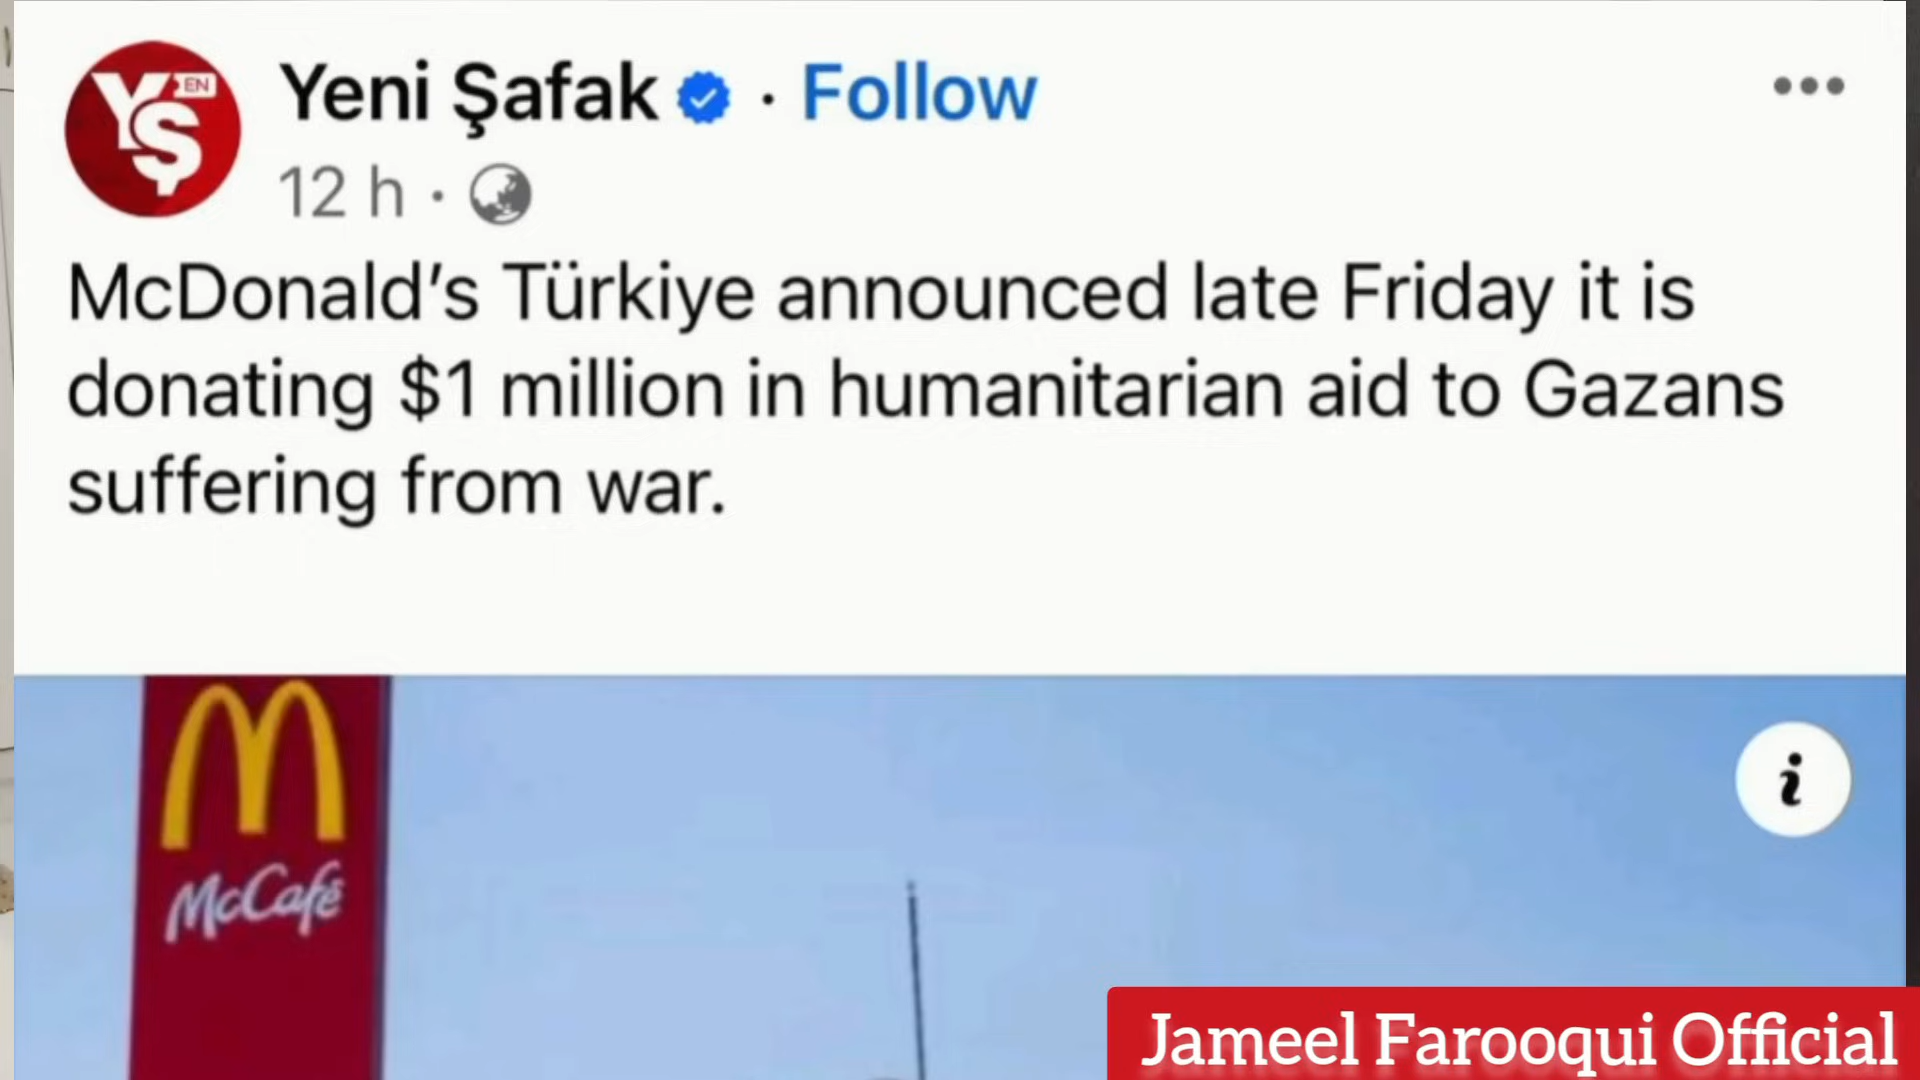 YŞ EN
Yeni Şafak · Follow
12 h ·
McDonald's Türkiye announced late Friday it is
donating $1 million in humanitarian aid to Gazans
suffering from war.
M
i
McCafé
Jameel Farooqui Official